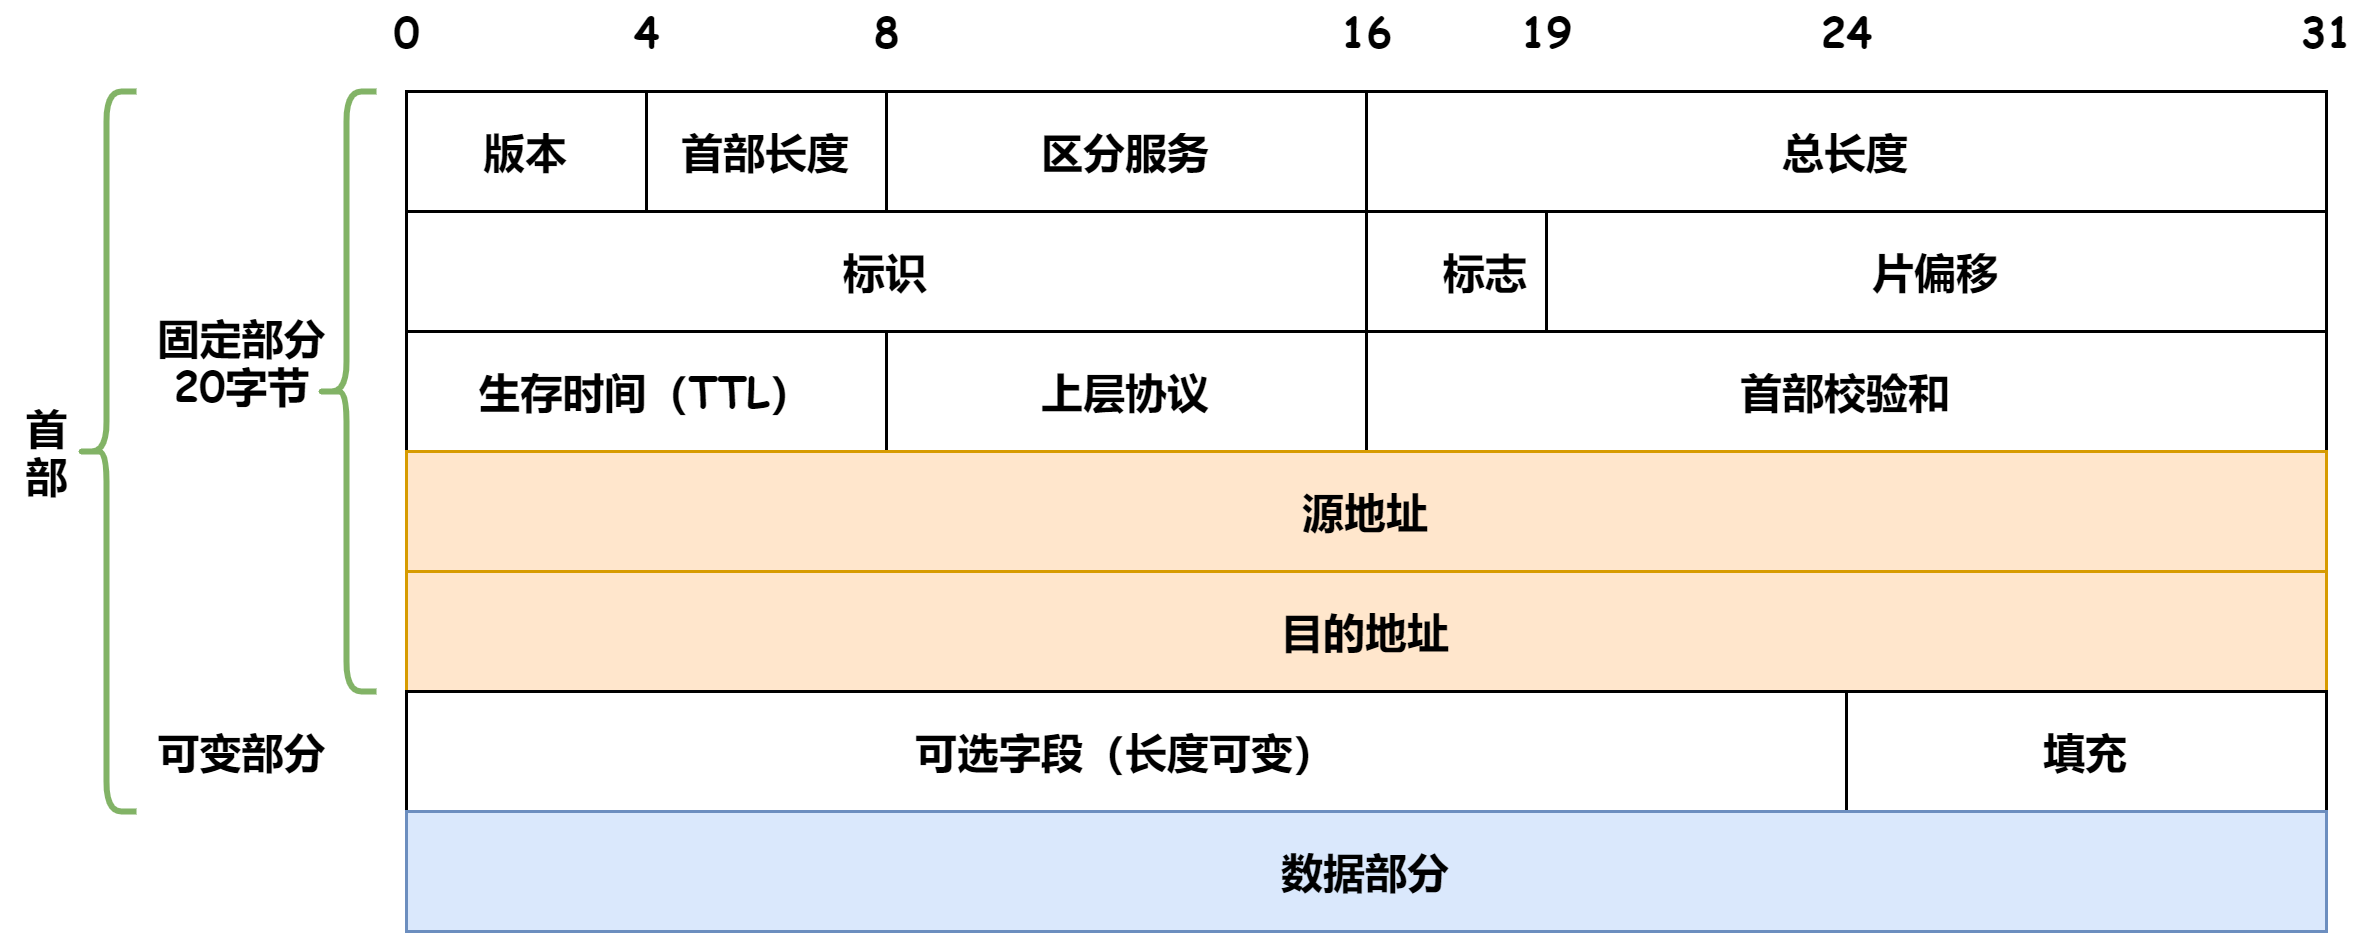 0 4 8 16 19 24 31
版本 首部长度 区分服务 总长度
标识 标志 片偏移
固定部分
20字节
生存时间（TTL） 上层协议 首部校验和
首
部
源地址
目的地址
可变部分 可选字段（长度可变） 填充
数据部分